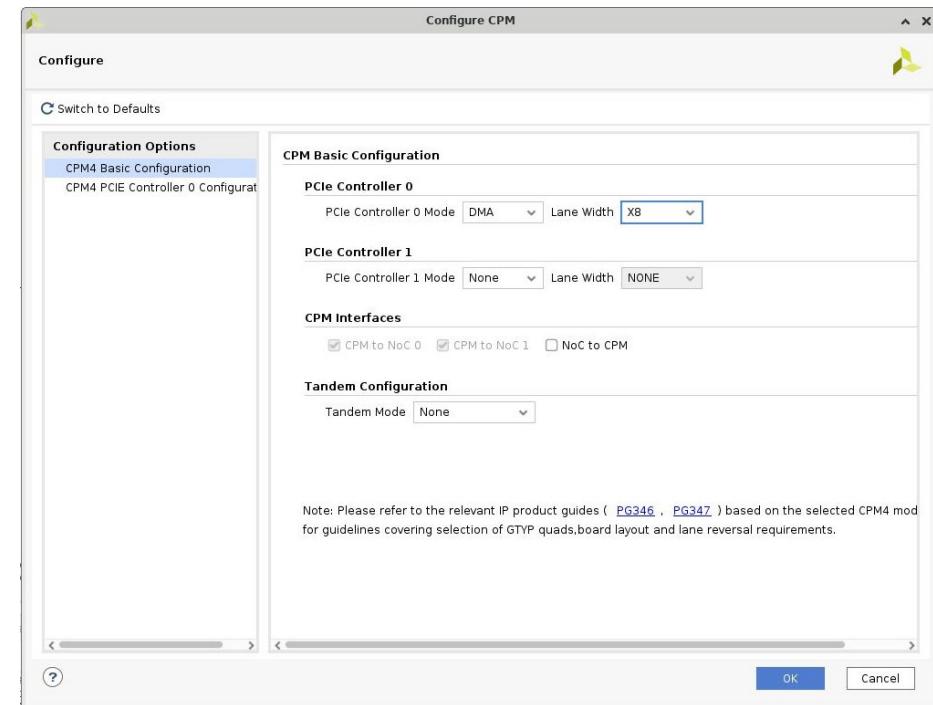 Configure CPM
Configure
Switch to Defaults
Configuration Options
CPM4 Basic Configuration
CPM4 PCIE Controller 0 Configurat
CPM Basic Configuration
PCIe Controller 0
PCIe Controller 0 Mode DMA Lane Width X8
PCIe Controller 1
PCIe Controller 1 Mode None Lane Width NONE
CPM Interfaces
CPM to NoC 0 CPM to NoC 1 NoC to CPM
Tandem Configuration
Tandem Mode None
Note: Please refer to the relevant IP product guides ( PG346 , PG347 ) based on the selected CPM4 mod
for guidelines covering selection of GTYP quads,board layout and lane reversal requirements.
? OK Cancel